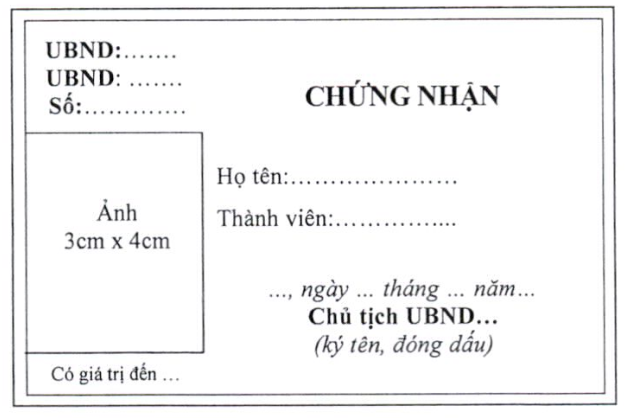 UBND:.......
UBND: .......
Số:.............
CHỨNG NHẬN
Ảnh
3cm x 4cm
Họ tên:.....................
Thành viên:................
..., ngày ... tháng ... năm...
Chủ tịch UBND...
(ký tên, đóng dấu)
Có giá trị đến ...